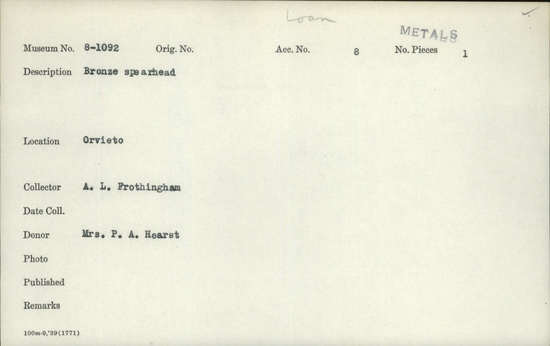 Loan
METALS
Museum No. 8-1092 Orig. No. Acc. No. 8 No. Pieces 1
Description Bronze spearhead
Location Orvieto
Collector A. L. Frothingham
Date Coll.
Donor Mrs. P. A. Hearst
Photo
Published
Remarks
100m-9,'39(1771)